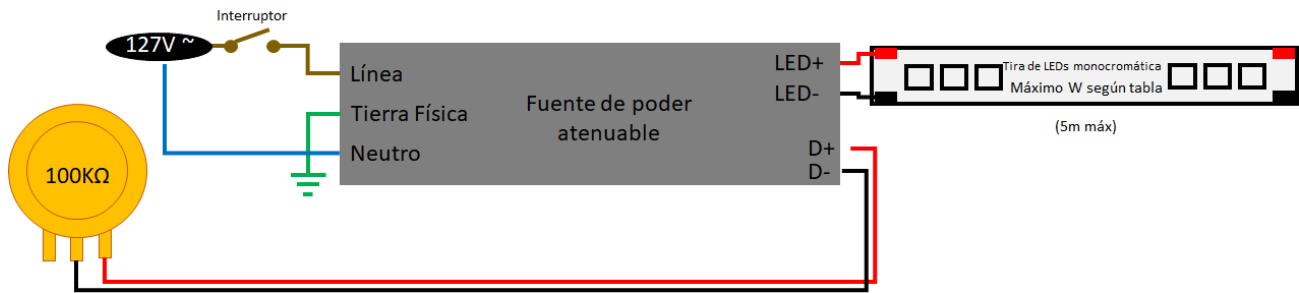 Interruptor
127V ~
Línea
Tierra Física
Neutro
Fuente de poder
atenuable
LED+
LED-
D+
D-
Tira de LEDs monocromática
Máximo W según tabla
(5m máx)
100KΩ